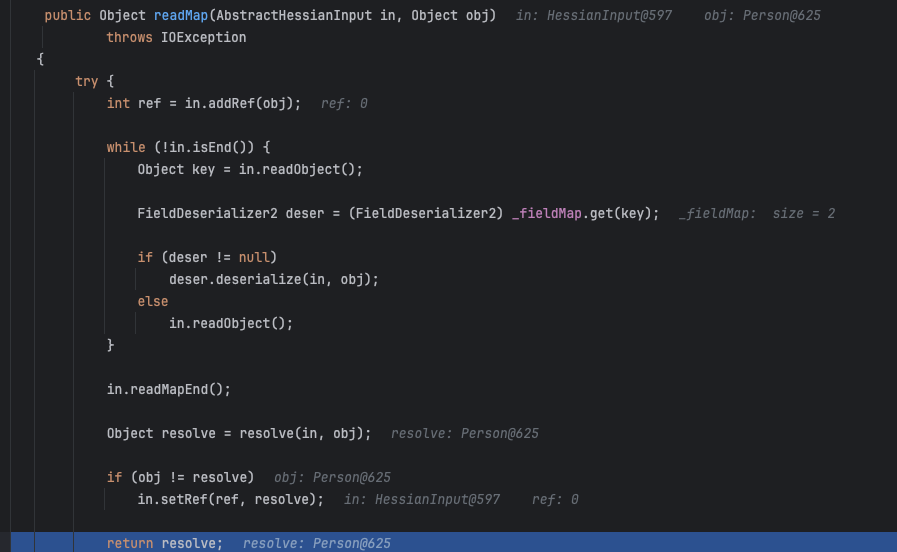 public Object readMap(AbstractHessianInput in, Object obj)   in: HessianInput@597    obj: Person@625
        throws IOException
{
    try {
        int ref = in.addRef(obj);   ref: 0
        while (!in.isEnd()) {
            Object key = in.readObject();
            FieldDeserializer2 deser = (FieldDeserializer2) _fieldMap.get(key);   _fieldMap:  size = 2
            if (deser != null)
                deser.deserialize(in, obj);
            else
                in.readObject();
        }
        in.readMapEnd();
        Object resolve = resolve(in, obj);   resolve: Person@625
        if (obj != resolve)   obj: Person@625
            in.setRef(ref, resolve);   in: HessianInput@597    ref: 0
        return resolve;   resolve: Person@625